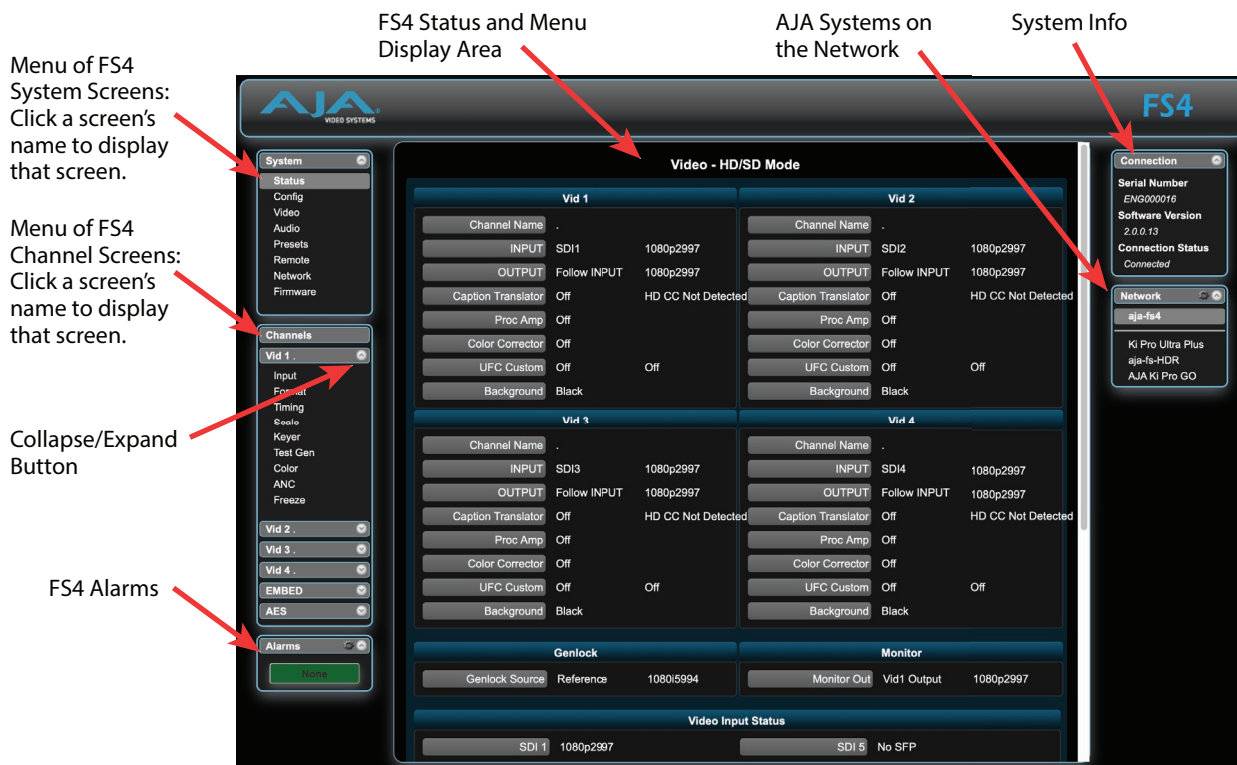 FS4 Status and Menu
Display Area
AJA Systems on
the Network
System Info
Menu of FS4
System Screens:
Click a screen's
name to display
that screen.
Menu of FS4
Channel Screens:
Click a screen's
name to display
that screen.
Collapse/Expand
Button
FS4 Alarms
AJA
VIDEO SYSTEMS
FS4
System
Status
Config
Video
Audio
Presets
Remote
Network
Firmware
Channels
Vid 1 .
Input
Format
Timing
Scale
Keyer
Test Gen
Color
ANC
Freeze
Vid 2 .
Vid 3 .
Vid 4 .
EMBED
AES
Alarms
None
Video - HD/SD Mode
Vid 1
Channel Name .
INPUT SDI1 1080p2997
OUTPUT Follow INPUT 1080p2997
Caption Translator Off HD CC Not Detected
Proc Amp Off
Color Corrector Off
UFC Custom Off Off
Background Black
Vid 2
Channel Name .
INPUT SDI2 1080p2997
OUTPUT Follow INPUT 1080p2997
Caption Translator Off HD CC Not Detected
Proc Amp Off
Color Corrector Off
UFC Custom Off Off
Background Black
Vid 3
Channel Name .
INPUT SDI3 1080p2997
OUTPUT Follow INPUT 1080p2997
Caption Translator Off HD CC Not Detected
Proc Amp Off
Color Corrector Off
UFC Custom Off Off
Background Black
Vid 4
Channel Name .
INPUT SDI4 1080p2997
OUTPUT Follow INPUT 1080p2997
Caption Translator Off HD CC Not Detected
Proc Amp Off
Color Corrector Off
UFC Custom Off Off
Background Black
Genlock
Genlock Source Reference 1080i5994
Monitor
Monitor Out Vid1 Output 1080p2997
Video Input Status
SDI 1 1080p2997
SDI 5 No SFP
Connection
Serial Number
ENG000016
Software Version
2.0.0.13
Connection Status
Connected
Network
aja-fs4
Ki Pro Ultra Plus
aja-fs-HDR
AJA Ki Pro GO